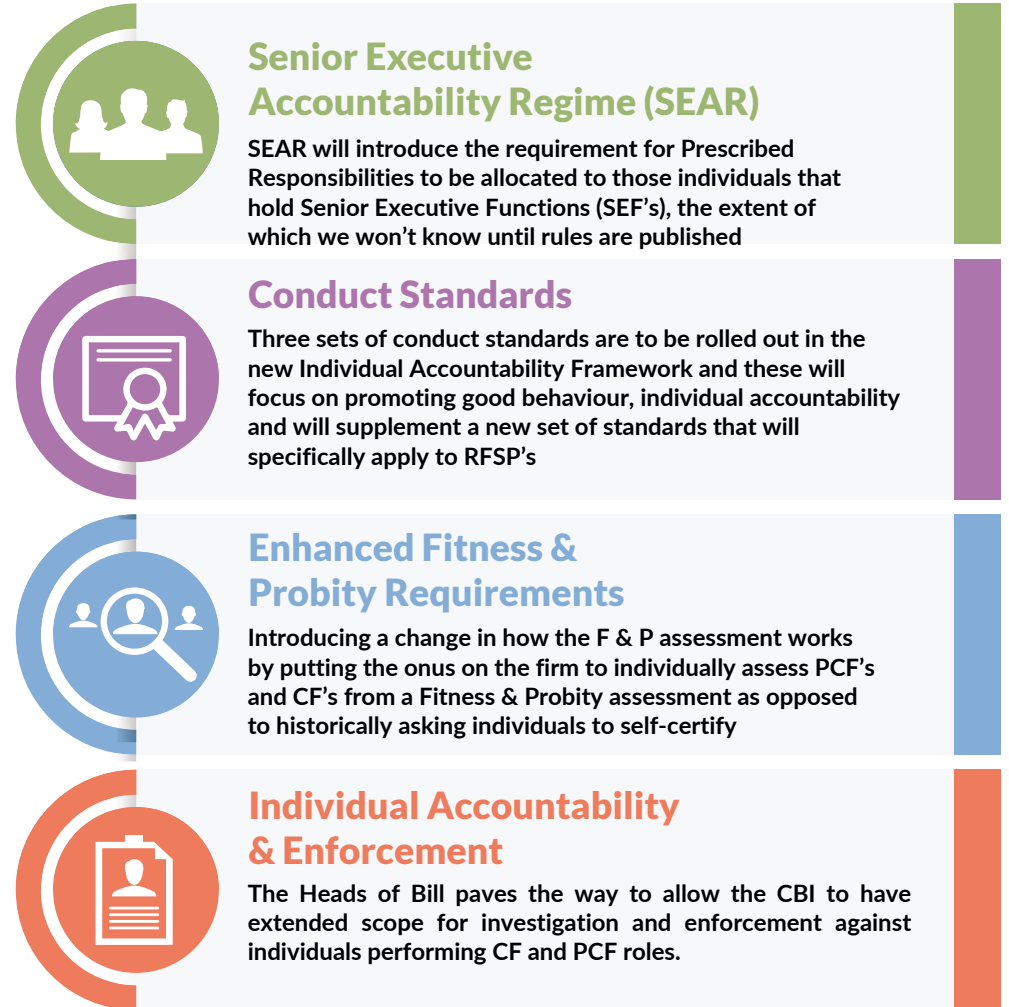 Senior Executive
Accountability Regime (SEAR)
SEAR will introduce the requirement for Prescribed
Responsibilities to be allocated to those individuals that
hold Senior Executive Functions (SEF’s), the extent of
which we won’t know until rules are published
Conduct Standards
Three sets of conduct standards are to be rolled out in the
new Individual Accountability Framework and these will
focus on promoting good behaviour, individual accountability
and will supplement a new set of standards that will
specifically apply to RFSP’s
Enhanced Fitness &
Probity Requirements
Introducing a change in how the F & P assessment works
by putting the onus on the firm to individually assess PCF’s
and CF’s from a Fitness & Probity assessment as opposed
to historically asking individuals to self-certify
Individual Accountability
& Enforcement
The Heads of Bill paves the way to allow the CBI to have
extended scope for investigation and enforcement against
individuals performing CF and PCF roles.